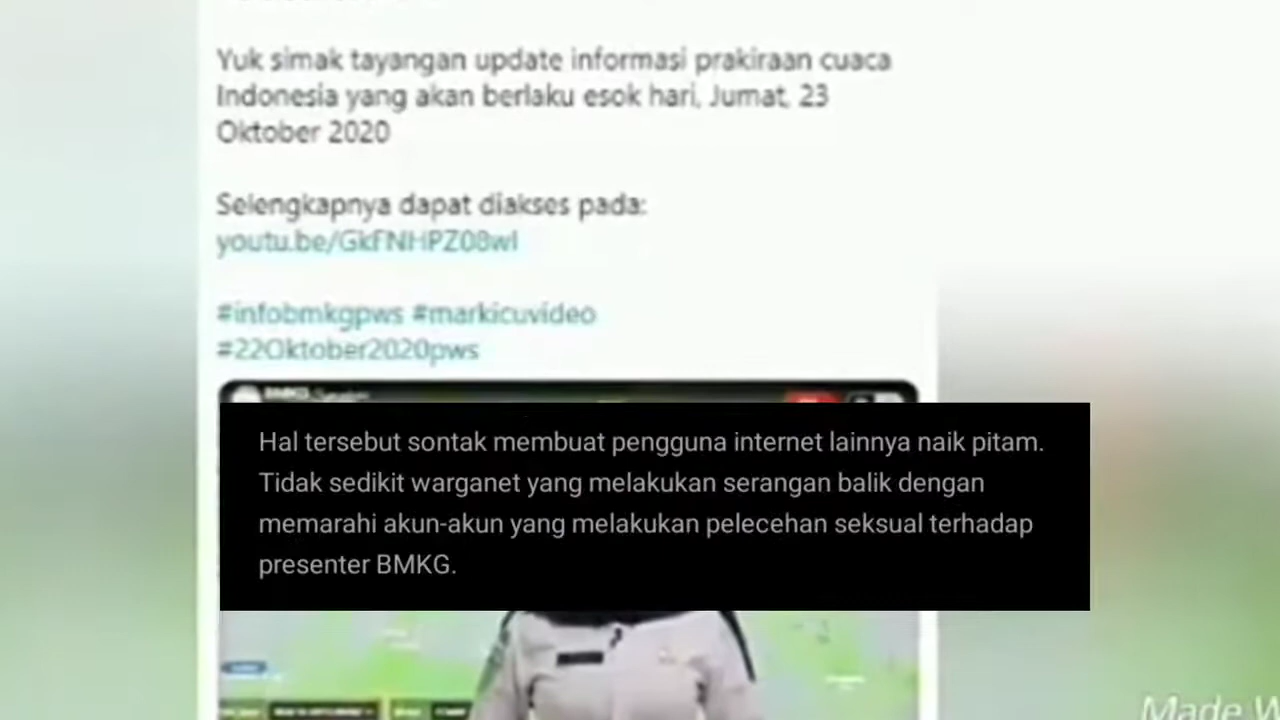 Yuk simak tayangan update informasi prakiraan cuaca
Indonesia yang akan berlaku esok hari, Jumat, 23
Oktober 2020
Selengkapnya dapat diakses pada:
youtu.be/GkFNHPZ08wI
#infobmkgpws #markicuvideo
#22Oktober2020pws
BMKG
Hal tersebut sontak membuat pengguna internet lainnya naik pitam.
Tidak sedikit warganet yang melakukan serangan balik dengan
memarahi akun-akun yang melakukan pelecehan seksual terhadap
presenter BMKG.
Made W